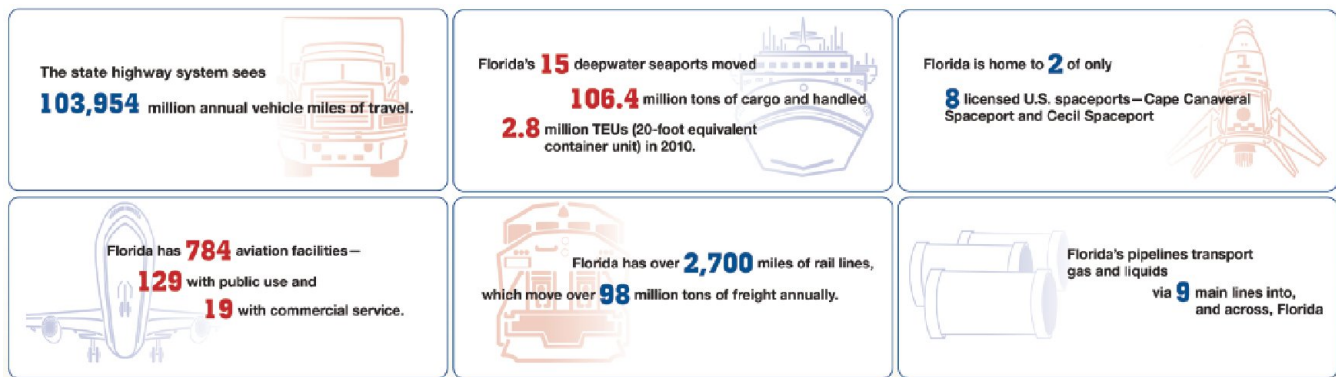 The state highway system sees
103,954 million annual vehicle miles of travel.
Florida's 15 deepwater seaports moved
106.4 million tons of cargo and handled
2.8 million TEUs (20-foot equivalent
container unit) in 2010.
Florida is home to 2 of only
8 licensed U.S. spaceports—Cape Canaveral
Spaceport and Cecil Spaceport
1
Florida has 784 aviation facilities—
129 with public use and
19 with commercial service.
Florida has over 2,700 miles of rail lines,
which move over 98 million tons of freight annually.
Florida's pipelines transport
gas and liquids
via 9 main lines into,
and across, Florida